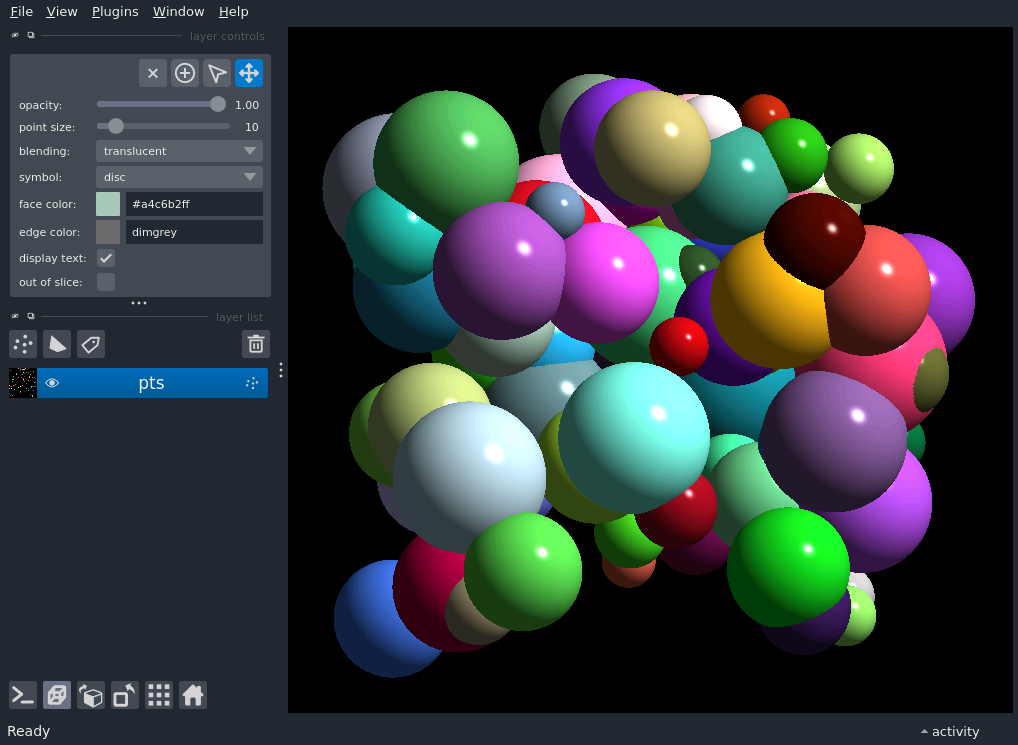 File View Plugins Window Help
layer controls
opacity: 1.00
point size: 10
blending: translucent
symbol: disc
face color: #a4c6b2ff
edge color: dimgrey
display text:
out of slice:
layer list
pts
Ready activity